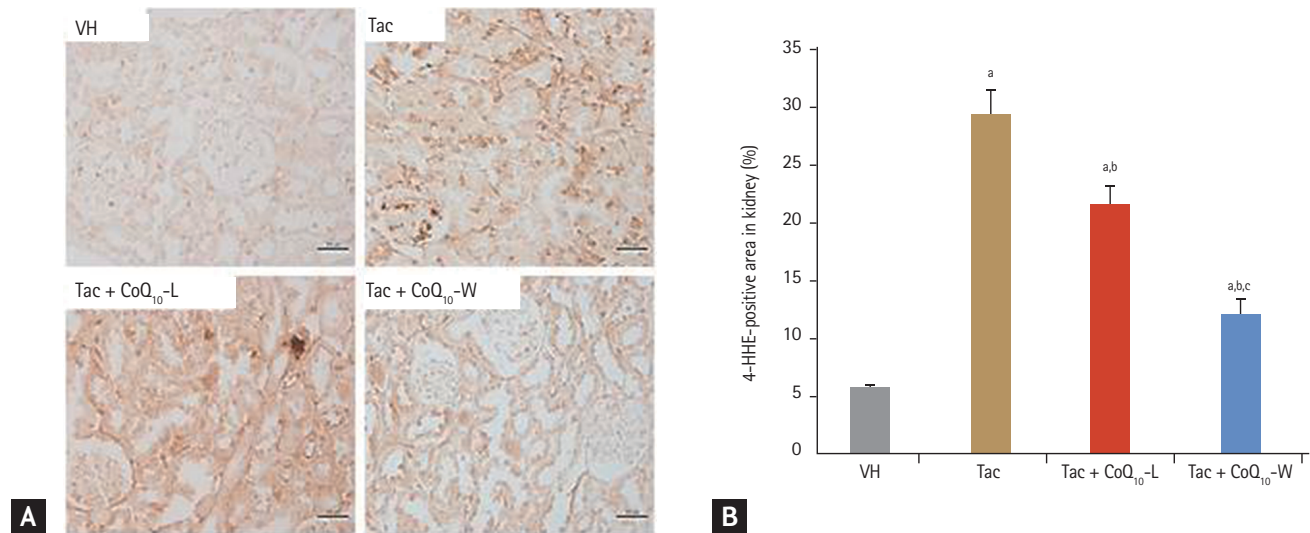 VH
Tac
Tac + CoQ10-L
Tac + CoQ10-W
A
4-HHE-positive area in kidney (%)
35
30
25
20
15
10
5
0
a
a,b
a,b,c
VH
Tac
Tac + CoQ10-L
Tac + CoQ10-W
B